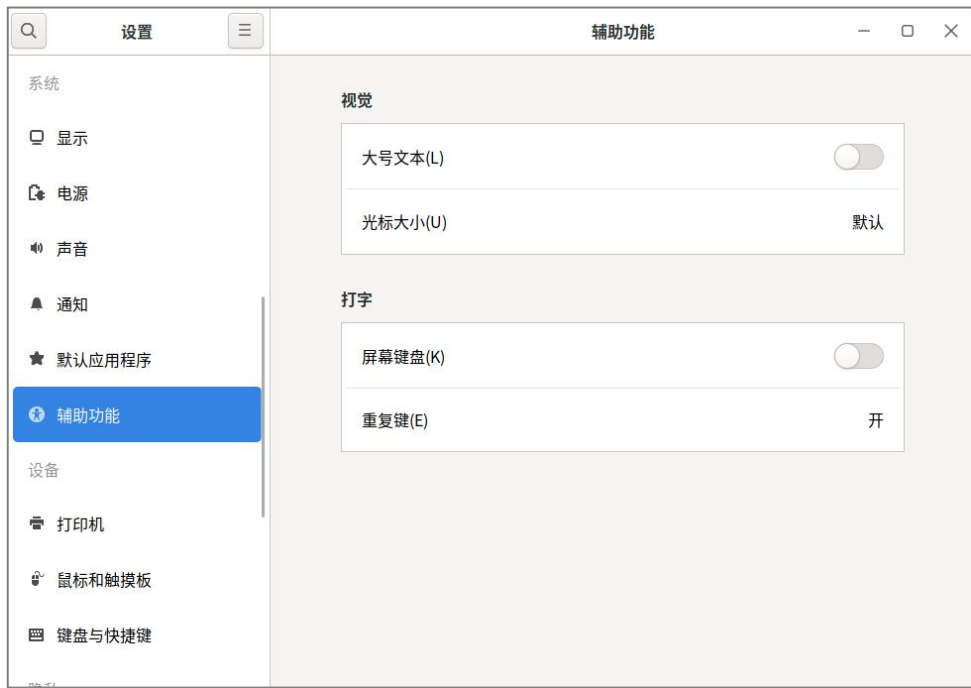 设置
辅助功能
系统
显示
电源
声音
通知
默认应用程序
辅助功能
设备
打印机
鼠标和触摸板
键盘与快捷键
视觉
大号文本(L)
光标大小(U) 默认
打字
屏幕键盘(K)
重复键(E) 开